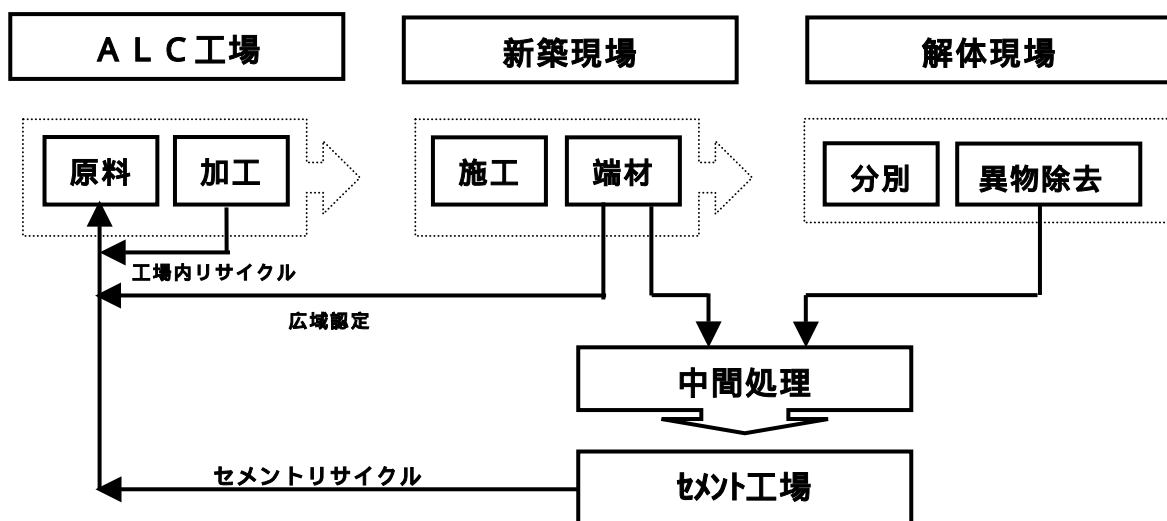 ＡＬＣ工場
新築現場
解体現場
原料
加工
施工
端材
分別
異物除去
工場内リサイクル
広域認定
中間処理
セメントリサイクル
ｾﾒﾝﾄ工場